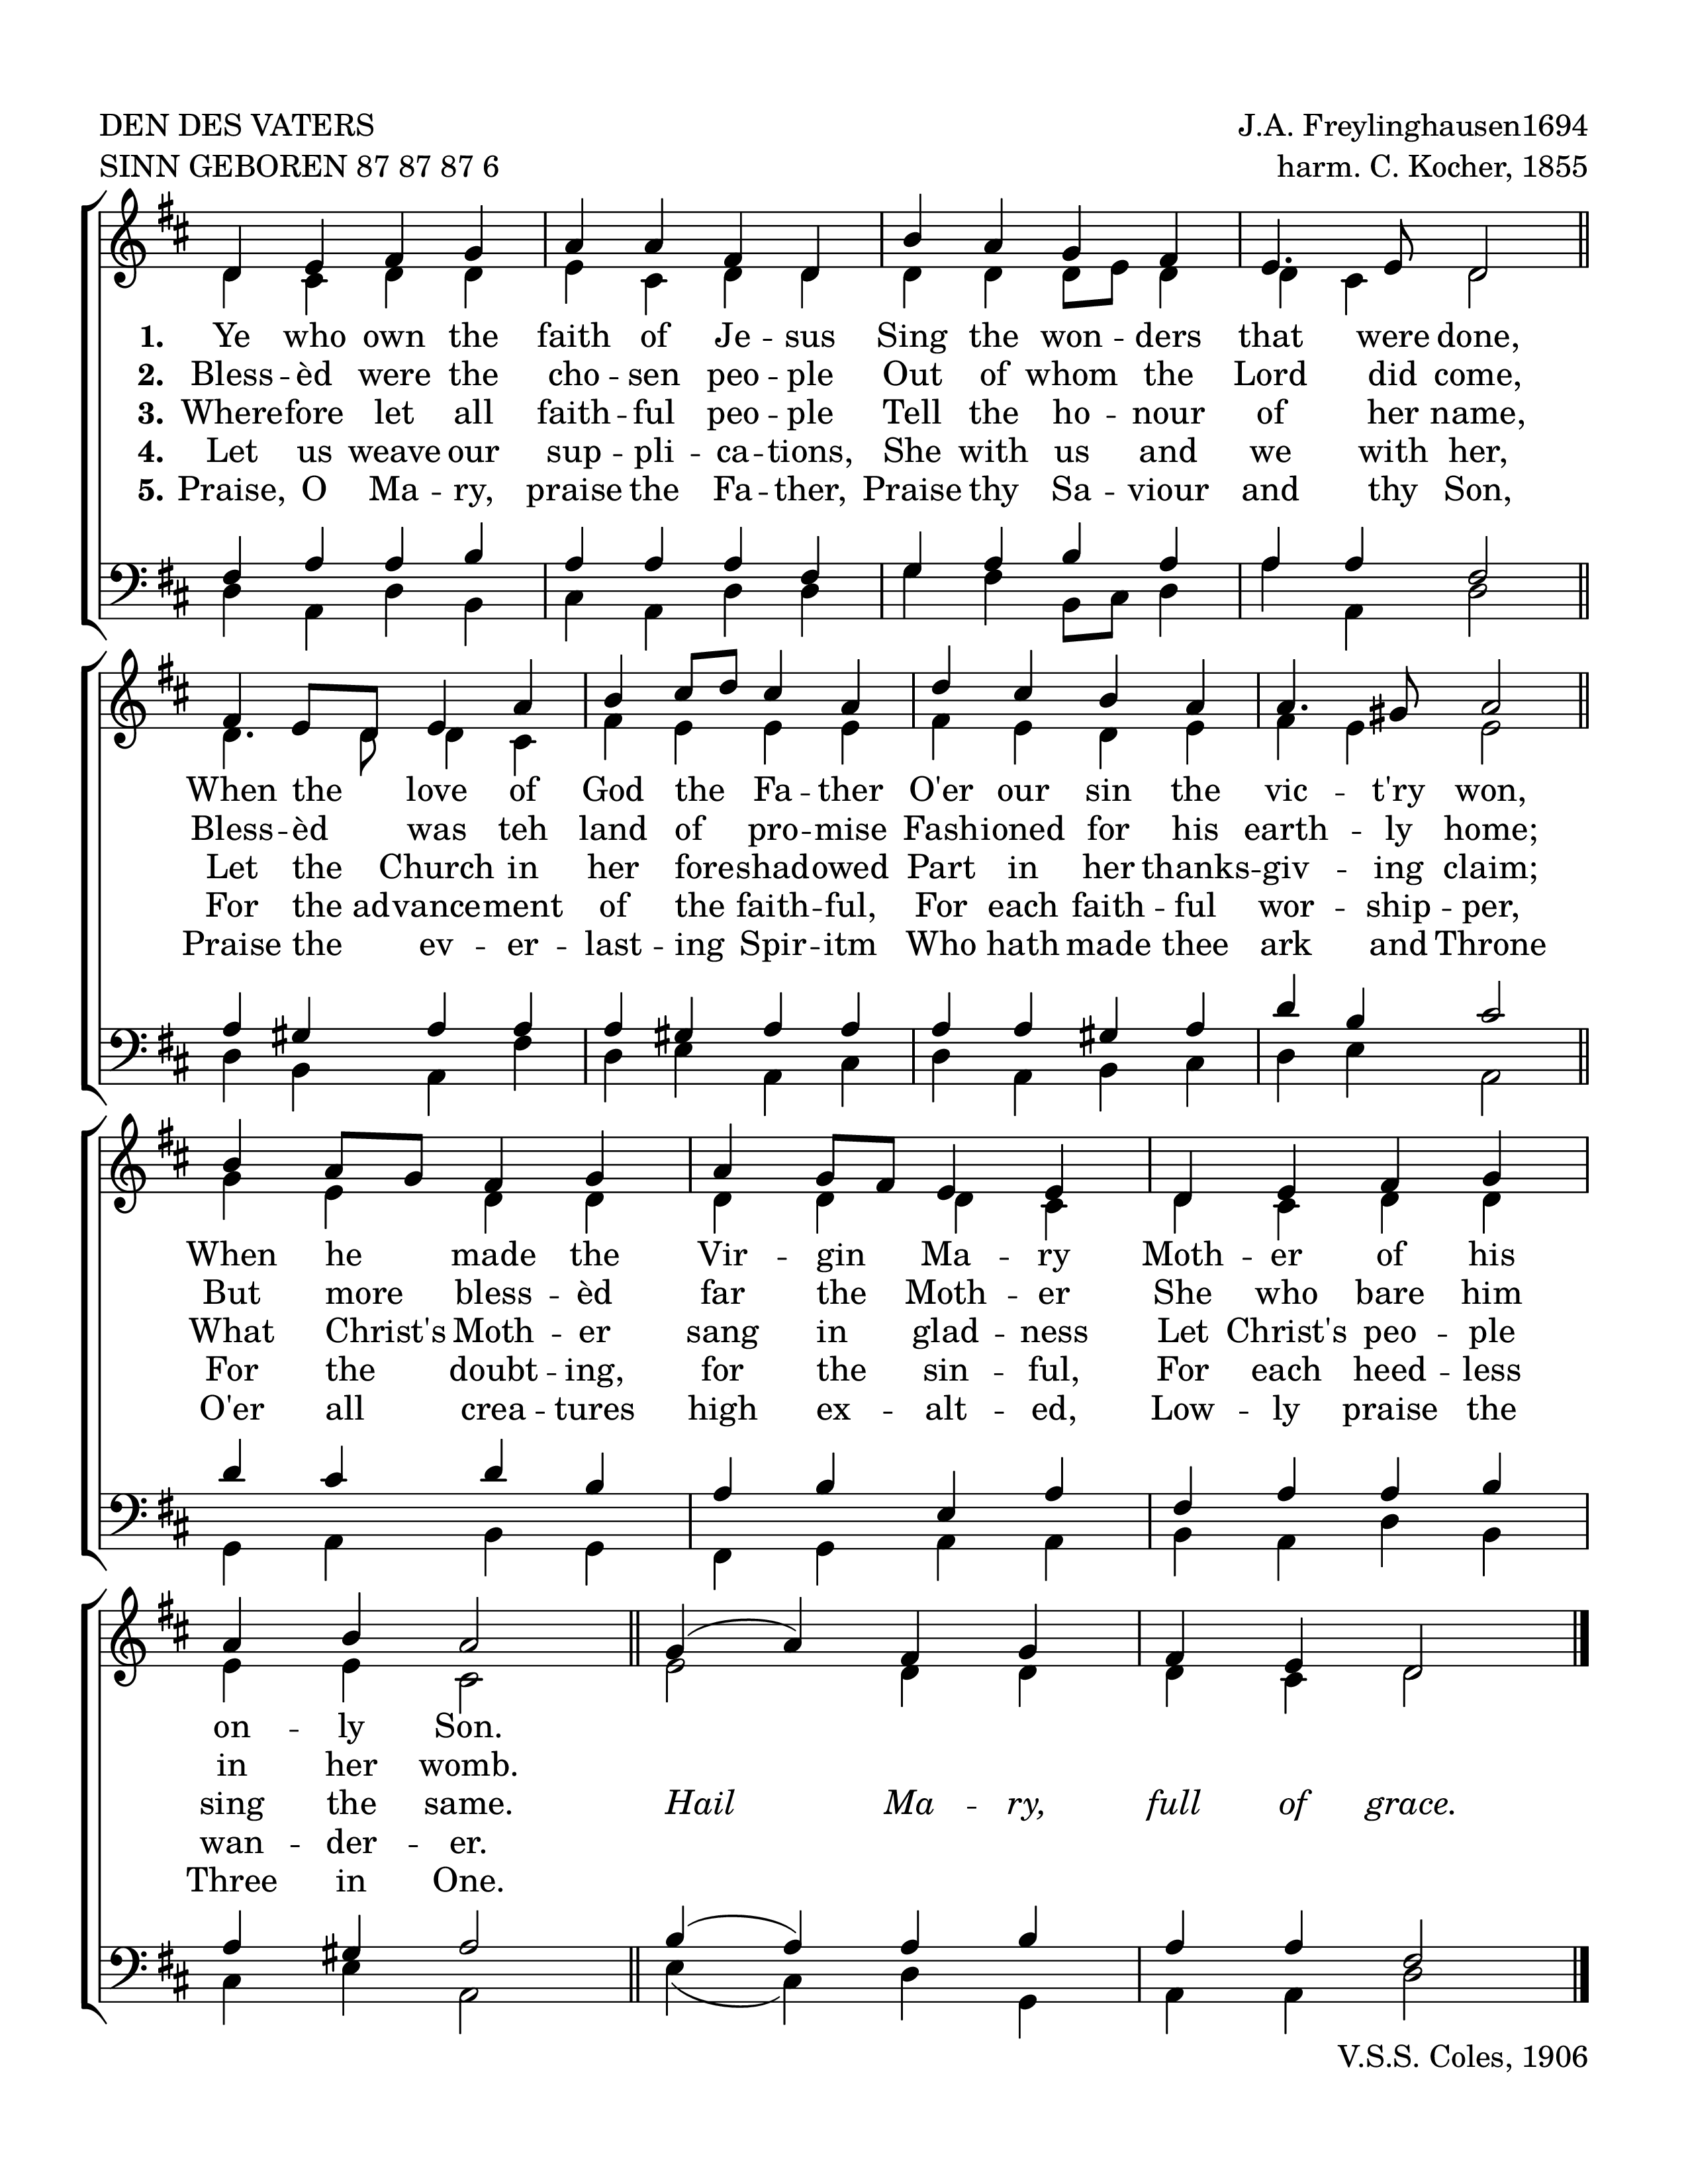 DEN DES VATERS
J.A. Freylinghausen1694
SINN GEBOREN 87 87 87 6
harm. C. Kocher, 1855
1. Ye who own the faith of Je -- sus Sing the won -- ders that were done,
2. Bless -- èd were the cho -- sen peo -- ple Out of whom the Lord did come,
3. Wherefore let all faith -- ful peo -- ple Tell the ho -- nour of her name,
4. Let us weave our sup -- pli -- ca -- tions, She with us and we with her,
5. Praise, O Ma -- ry, praise the Fa -- ther, Praise thy Sa -- viour and thy Son,
When the love of God the Fa -- ther O'er our sin the vic -- t'ry won,
Bless -- èd was teh land of pro -- mise Fashioned for his earth -- ly home;
Let the Church in her foreshadowed Part in her thanks -- giv -- ing claim;
For the advancement of the faith -- ful, For each faith -- ful wor -- ship -- per,
Praise the ev -- er -- last -- ing Spir -- itm Who hath made thee ark and Throne
When he made the Vir -- gin Ma -- ry Moth -- er of his
But more bless -- èd far the Moth -- er She who bare him
What Christ's Moth -- er sang in glad -- ness Let Christ's peo -- ple
For the doubt -- ing, for the sin -- ful, For each heed -- less
O'er all crea -- tures high ex -- alt -- ed, Low -- ly praise the
on -- ly Son.
in her womb.
sing the same. Hail Ma -- ry, full of grace.
wan -- der -- er.
Three in One.
V.S.S. Coles, 1906